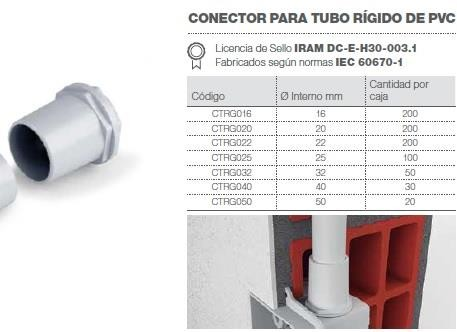 CONECTOR PARA TUBO RÍGIDO DE PVC
Licencia de Sello IRAM DC-E-H30-003.1
Fabricados según normas IEC 60670-1
Código Ø Interno mm Cantidad por caja
CTRG016 16 200
CTRG020 20 200
CTRG022 22 200
CTRG025 25 100
CTRG032 32 50
CTRG040 40 30
CTRG050 50 20